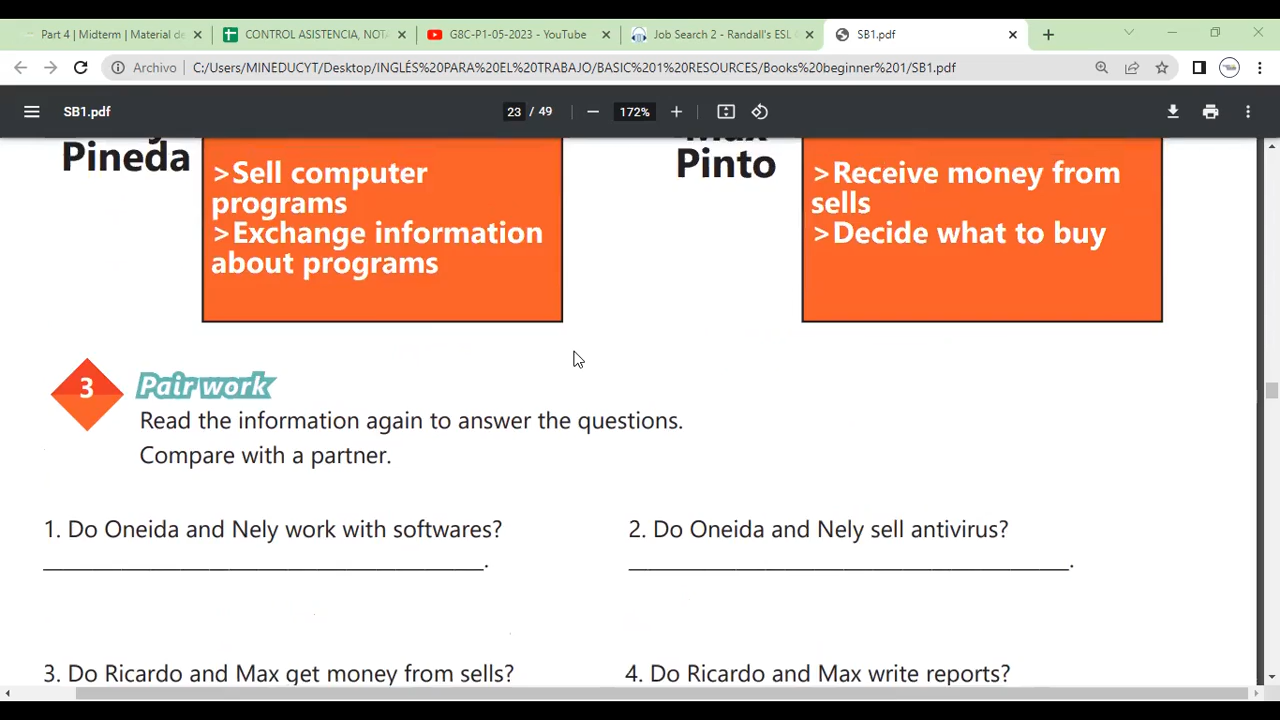 Part 4 | Midterm | Material de
CONTROL ASISTENCIA, NOT
G8C-P1-05-2023 - YouTube
Job Search 2 - Randall's ESL
SB1.pdf
Archivo
C:/Users/MINEDUCYT/Desktop/INGLÉS%20PARA%20EL%20TRABAJO/BASIC%201%20RESOURCES/Books%20beginner%201/SB1.pdf
SB1.pdf
23 / 49
172%
Pineda
>Sell computer
programs
>Exchange information
about programs
Pinto
>Receive money from
sells
>Decide what to buy
3
Pair work
Read the information again to answer the questions.
Compare with a partner.
1. Do Oneida and Nely work with softwares?
2. Do Oneida and Nely sell antivirus?
3. Do Ricardo and Max get money from sells?
4. Do Ricardo and Max write reports?